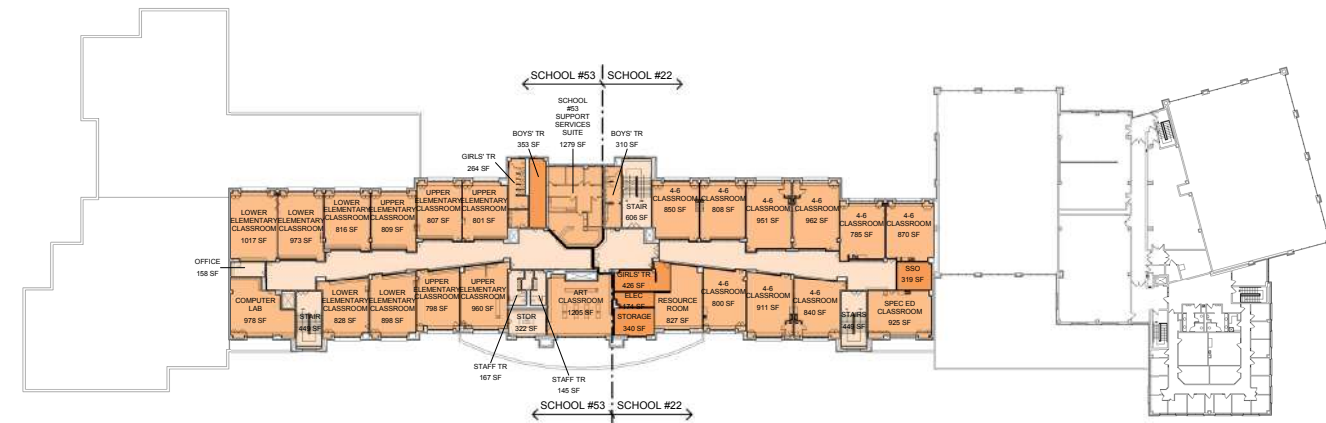 SCHOOL #53
SCHOOL #22
SCHOOL
#53
SUPPORT
SERVICES
SUITE
1279 SF
BOYS' TR
353 SF
BOYS' TR
310 SF
GIRLS' TR
264 SF
LOWER
ELEMENTARY
CLASSROOM
1017 SF
LOWER
ELEMENTARY
CLASSROOM
973 SF
LOWER
ELEMENTARY
CLASSROOM
816 SF
UPPER
ELEMENTARY
CLASSROOM
809 SF
UPPER
ELEMENTARY
CLASSROOM
807 SF
UPPER
ELEMENTARY
CLASSROOM
801 SF
STAIR
606 SF
4-6
CLASSROOM
850 SF
4-6
CLASSROOM
808 SF
4-6
CLASSROOM
951 SF
4-6
CLASSROOM
962 SF
4-6
CLASSROOM
785 SF
4-6
CLASSROOM
870 SF
OFFICE
158 SF
COMPUTER
LAB
978 SF
STAIR
449 SF
LOWER
ELEMENTARY
CLASSROOM
828 SF
LOWER
ELEMENTARY
CLASSROOM
898 SF
UPPER
ELEMENTARY
CLASSROOM
798 SF
UPPER
ELEMENTARY
CLASSROOM
960 SF
STOR
322 SF
ART
CLASSROOM
1205 SF
GIRLS' TR
426 SF
ELEC
174 SF
STORAGE
340 SF
RESOURCE
ROOM
827 SF
4-6
CLASSROOM
800 SF
4-6
CLASSROOM
911 SF
4-6
CLASSROOM
840 SF
STAIRS
449 SF
SSO
319 SF
SPEC ED
CLASSROOM
925 SF
STAFF TR
167 SF
STAFF TR
145 SF
SCHOOL #53
SCHOOL #22